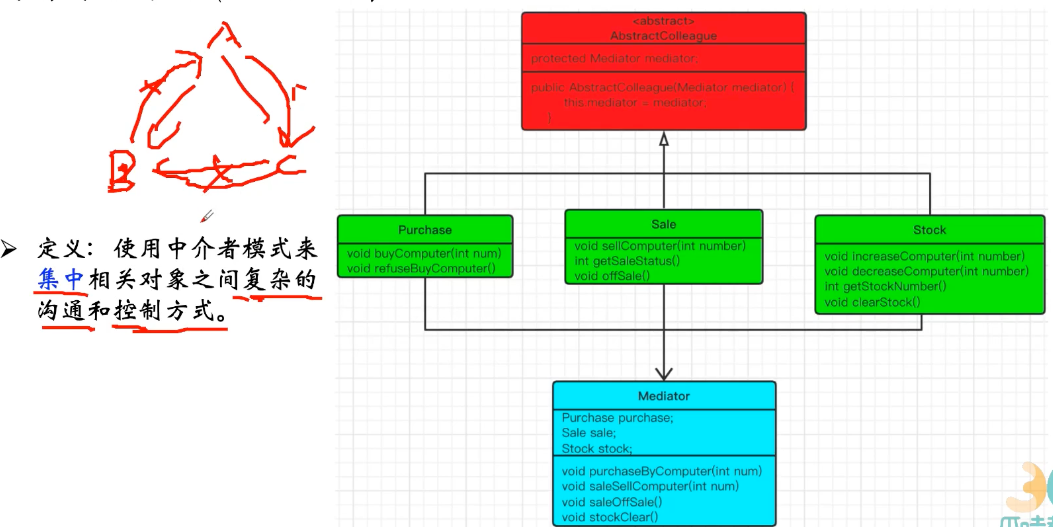 A
B
C
➢ 定义：使用中介者模式来
集中相关对象之间复杂的
沟通和控制方式。
<abstract>
AbstractColleague
protected Mediator mediator;
public AbstractColleague(Mediator mediator) {
this.mediator = mediator;
}
Purchase
void buyComputer(int num)
void refuseBuyComputer()
Sale
void sellComputer(int number)
int getSaleStatus()
void offSale()
Stock
void increaseComputer(int number)
void decreaseComputer(int number)
int getStockNumber()
void clearStock()
Mediator
Purchase purchase;
Sale sale;
Stock stock;
void purchaseByComputer(int num)
void saleSellComputer(int num)
void saleOffSale()
void stockClear()